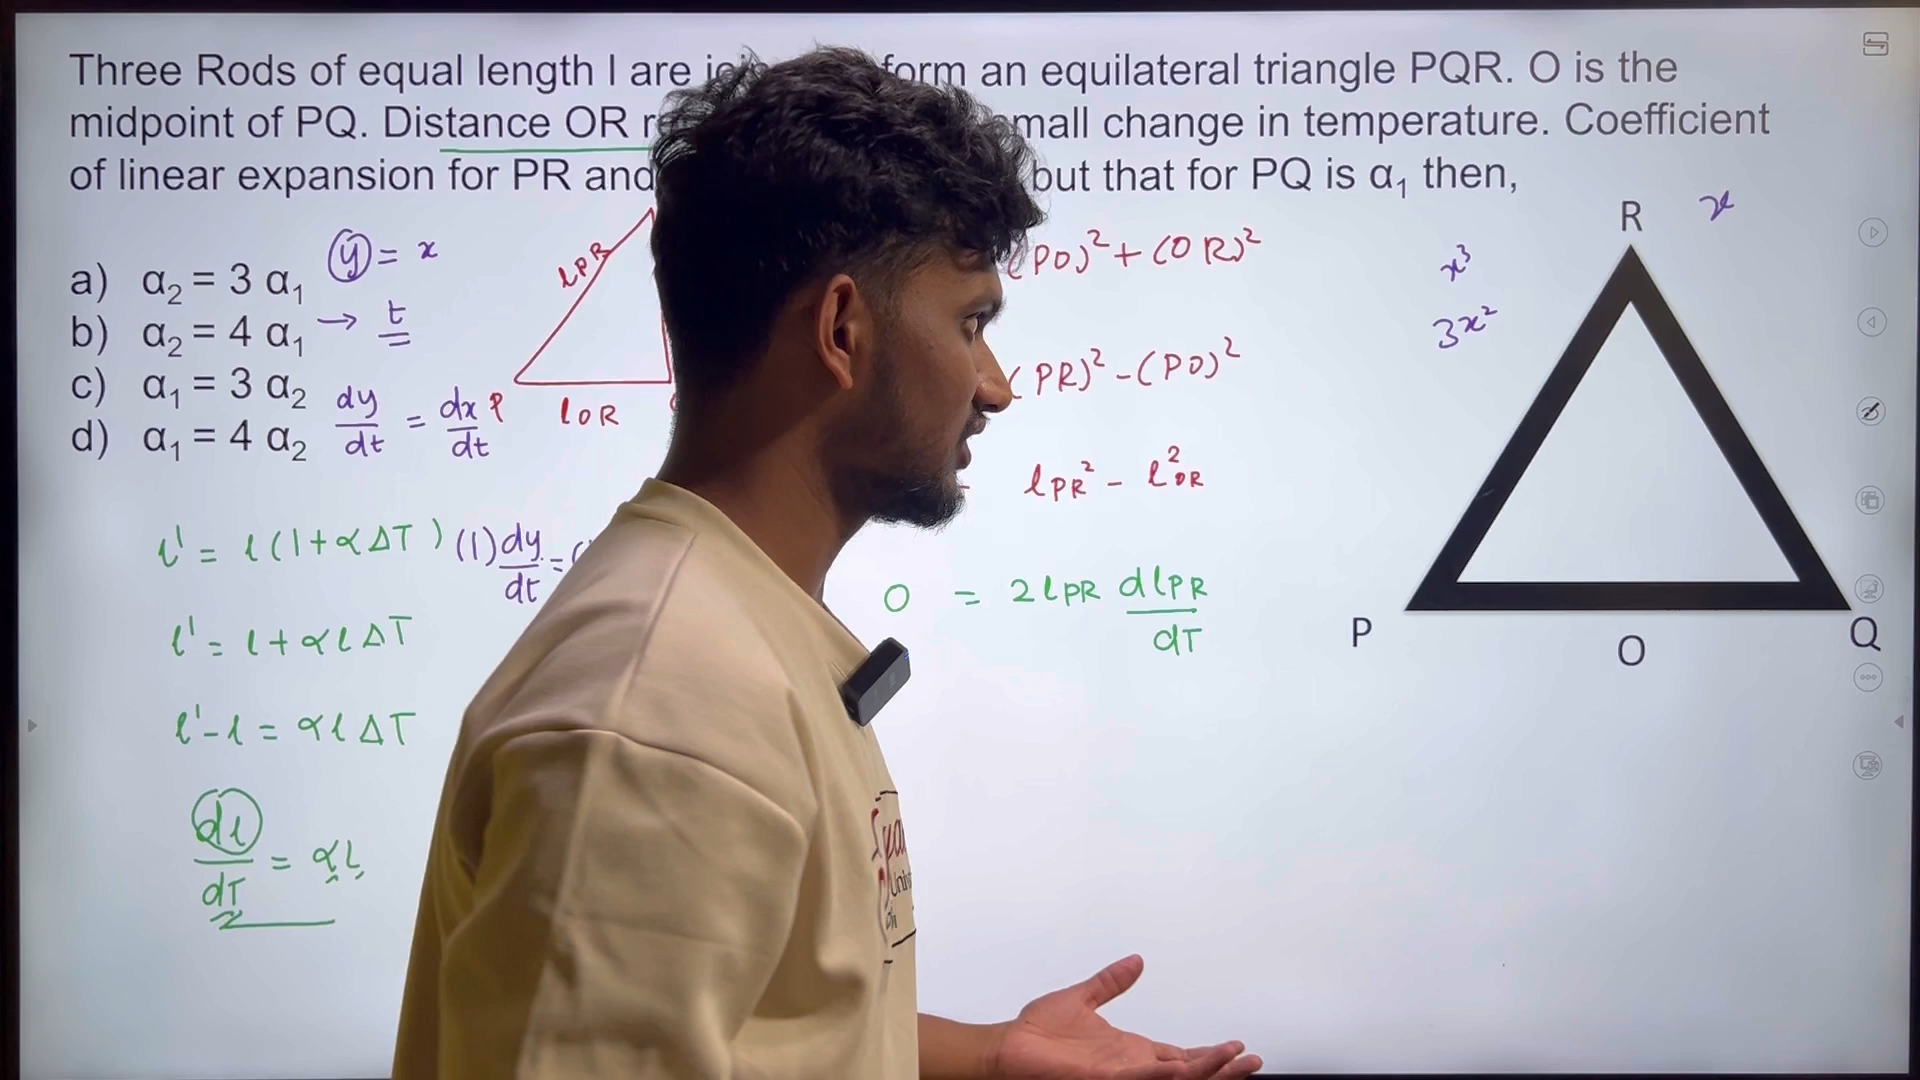 Three Rods of equal length l are form an equilateral triangle PQR. O is the
midpoint of PQ. Distance OR small change in temperature. Coefficient
of linear expansion for PR and but that for PQ is α₁ then,
a) α₂ = 3 α₁
b) α₂ = 4 α₁
c) α₁ = 3 α₂
d) α₁ = 4 α₂
y = x
→ t
dy/dt = dx/dt
(1) dy/dt =
l' = l(1+αΔT)
l' = l+αlΔT
l'-l = αlΔT
dl/dT = αl
lPR
P
lOR
(PO)² + (OR)²
(PR)² - (PO)²
lPR² - l²OR
0 = 2lPR dlPR/dT
x
x³
3x²
R
P
O
Q